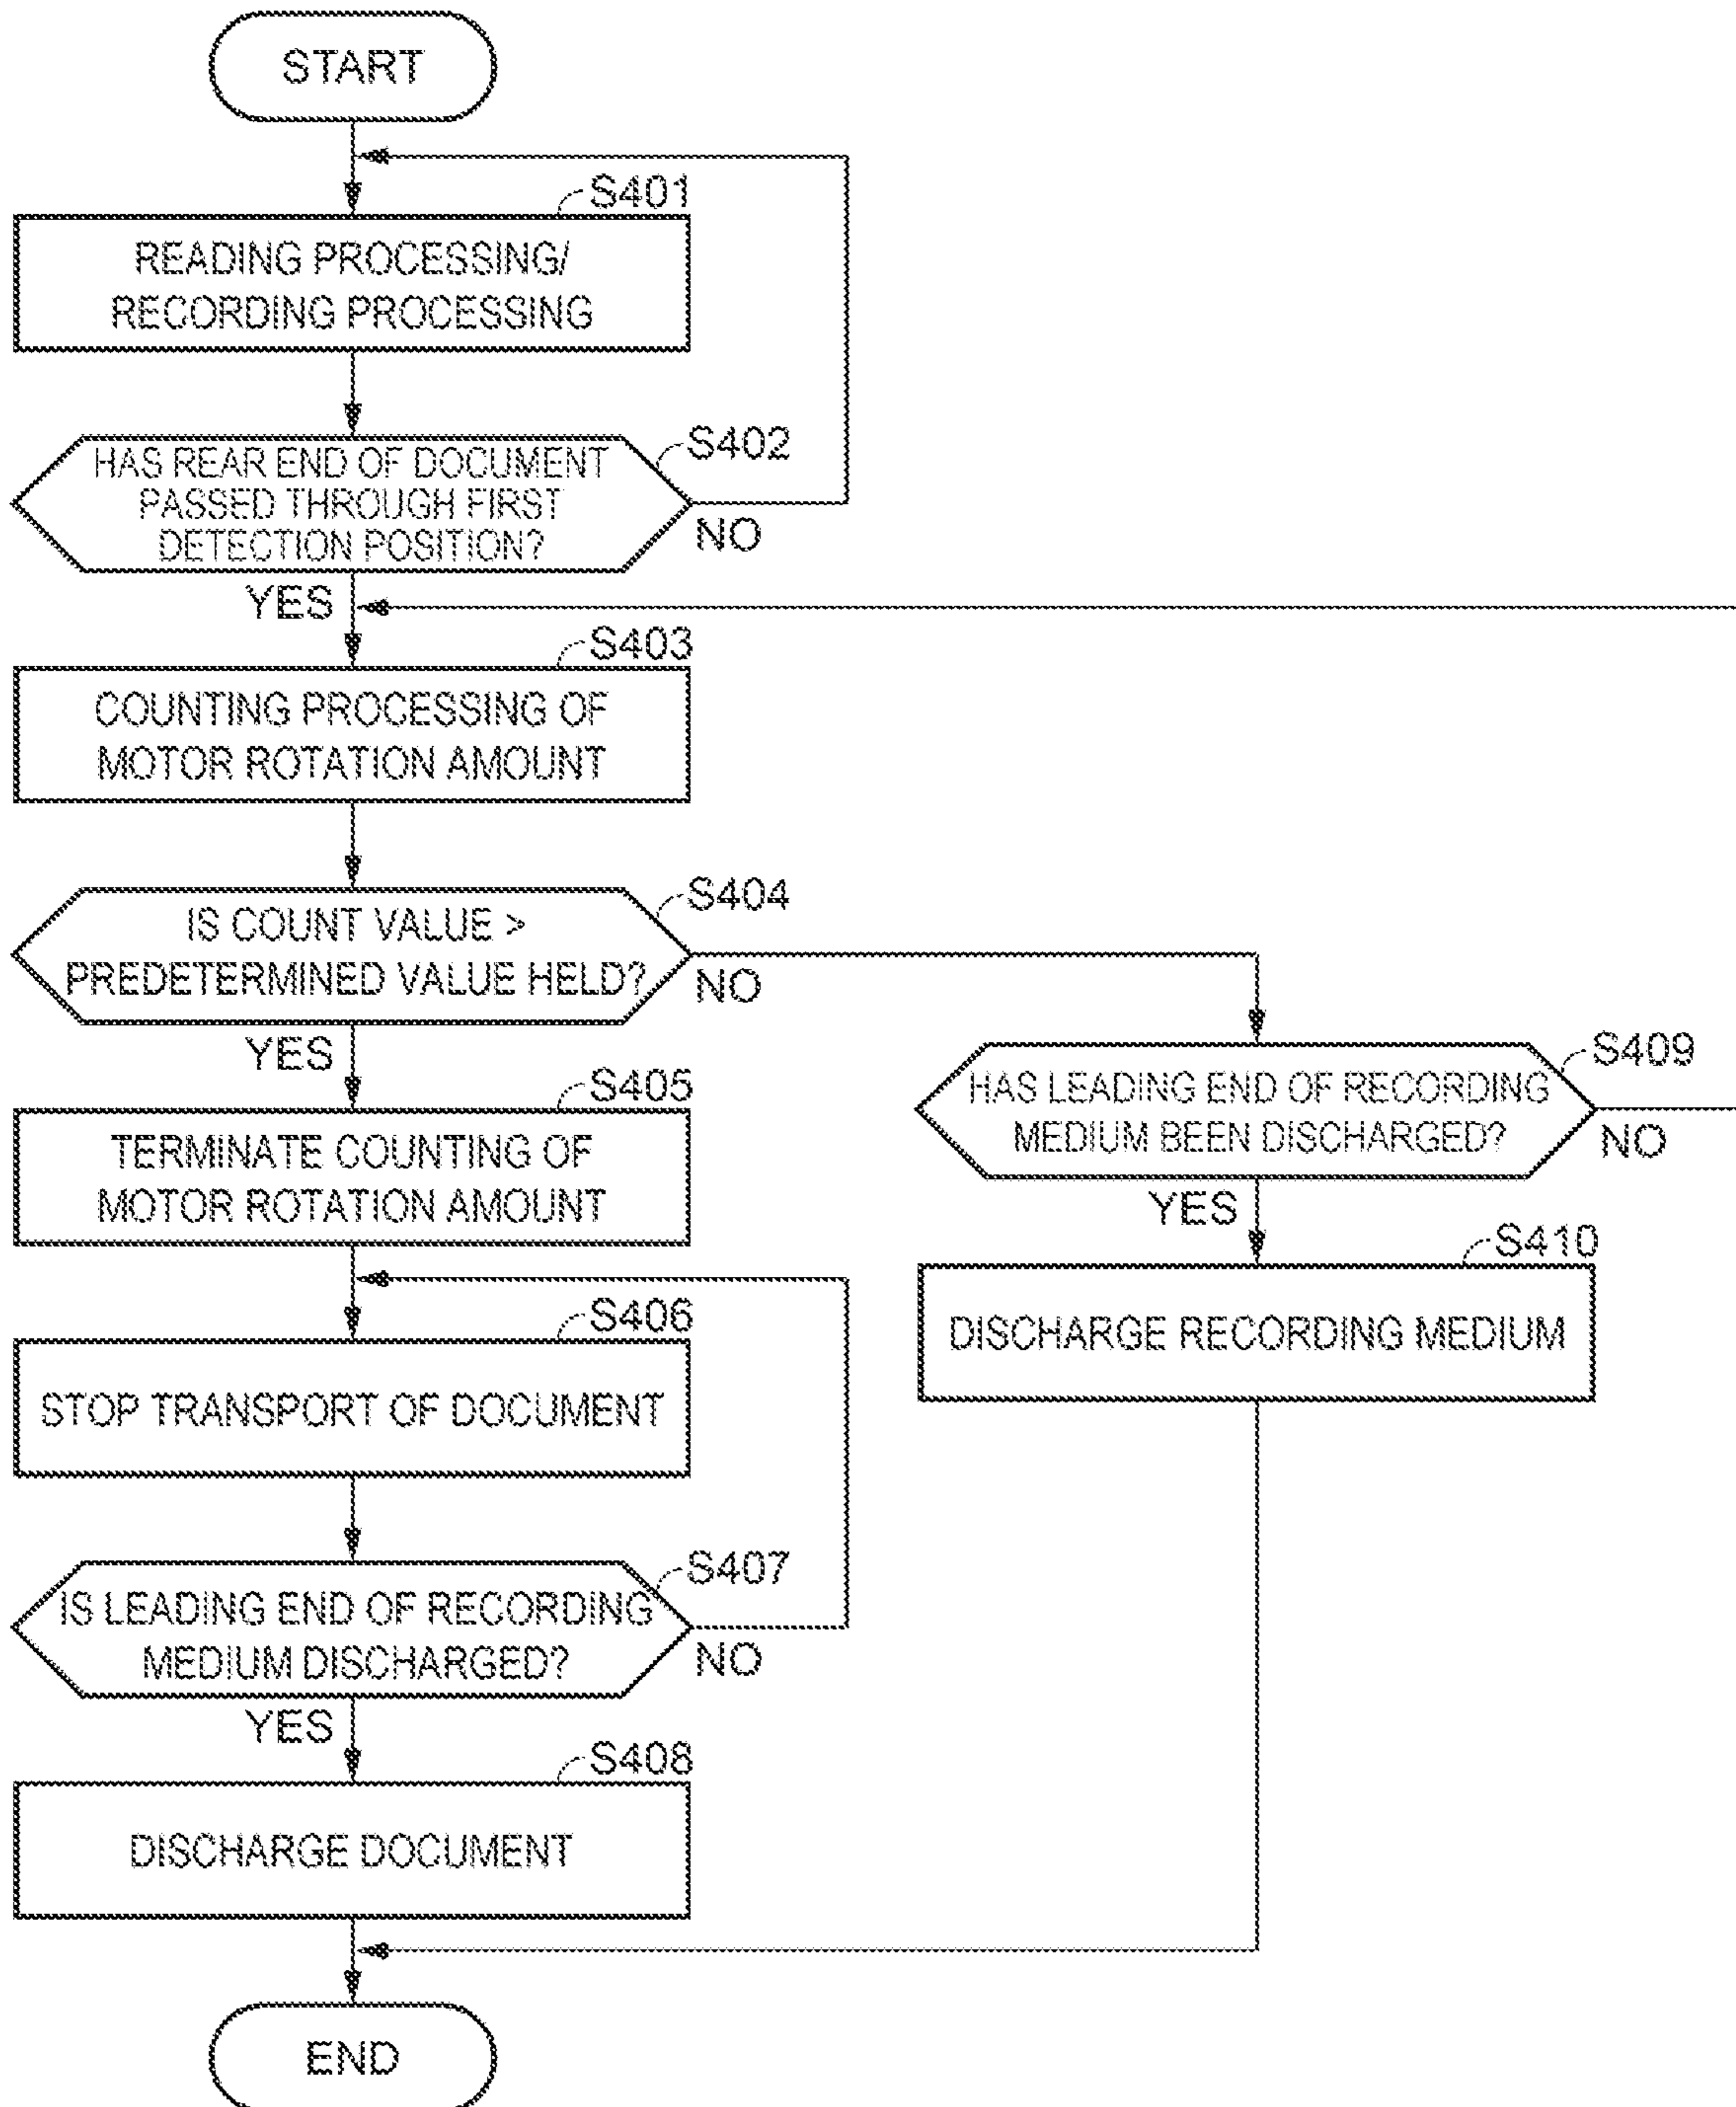 START
S401
READING PROCESSING/
RECORDING PROCESSING
S402
HAS REAR END OF DOCUMENT
PASSED THROUGH FIRST
DETECTION POSITION?
NO
YES
S403
COUNTING PROCESSING OF
MOTOR ROTATION AMOUNT
S404
IS COUNT VALUE >
PREDETERMINED VALUE HELD?
NO
YES
S405
TERMINATE COUNTING OF
MOTOR ROTATION AMOUNT
S406
STOP TRANSPORT OF DOCUMENT
S407
IS LEADING END OF RECORDING
MEDIUM DISCHARGED?
NO
YES
S408
DISCHARGE DOCUMENT
S409
HAS LEADING END OF RECORDING
MEDIUM BEEN DISCHARGED?
NO
YES
S410
DISCHARGE RECORDING MEDIUM
END